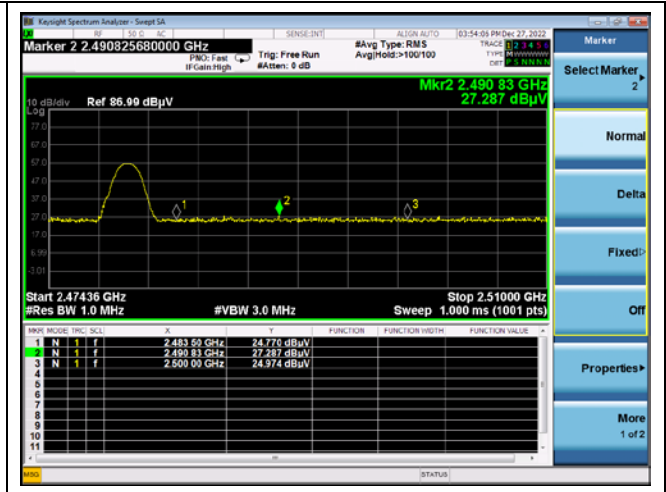 Keysight Spectrum Analyzer - Swept SA
RF 50 Ω AC SENSE:INT ALIGN AUTO 03:54:06 PM Dec 27, 2022
Marker 2 2.490825680000 GHz #Avg Type: RMS TRACE 1 2 3 4 5 6
PNO: Fast Trig: Free Run Avg|Hold:>100/100 TYPE MWWWWW
IFGain:High #Atten: 0 dB DET P S N N N N
Mkr2 2.490 83 GHz
10 dB/div Ref 86.99 dBµV 27.287 dBµV
Log
77.0
67.0
57.0
47.0
37.0
27.0
17.0
6.99
-3.01
1
2
3
Start 2.47436 GHz Stop 2.51000 GHz
#Res BW 1.0 MHz #VBW 3.0 MHz Sweep 1.000 ms (1001 pts)
MKR MODE TRC SCL X Y FUNCTION FUNCTION WIDTH FUNCTION VALUE
1 N 1 f 2.483 50 GHz 24.770 dBµV
2 N 1 f 2.490 83 GHz 27.287 dBµV
3 N 1 f 2.500 00 GHz 24.974 dBµV
4
5
6
7
8
9
10
11
MSG STATUS
Marker
Select Marker
2
Normal
Delta
Fixed
Off
Properties
More
1 of 2